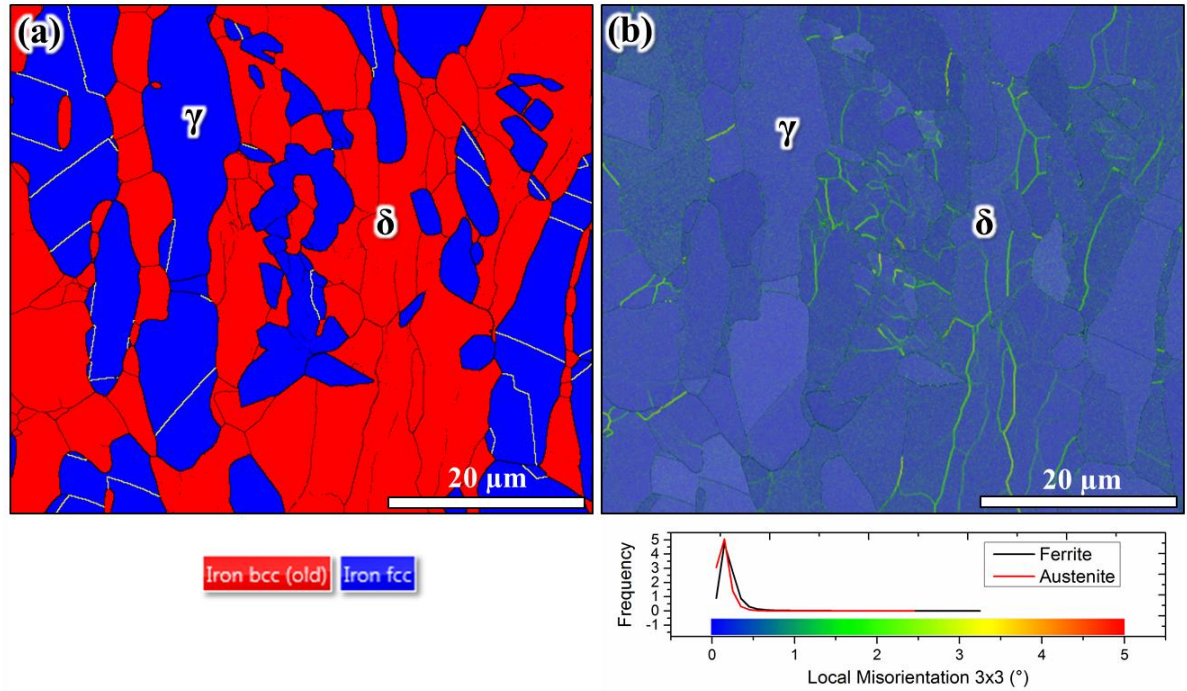 (a)
γ
δ
20 µm
(b)
γ
δ
20 µm
Iron bcc (old) Iron fcc
Frequency
5
4
3
2
1
0
-1
Ferrite
Austenite
0 1 2 3 4 5
Local Misorientation 3x3 (°)